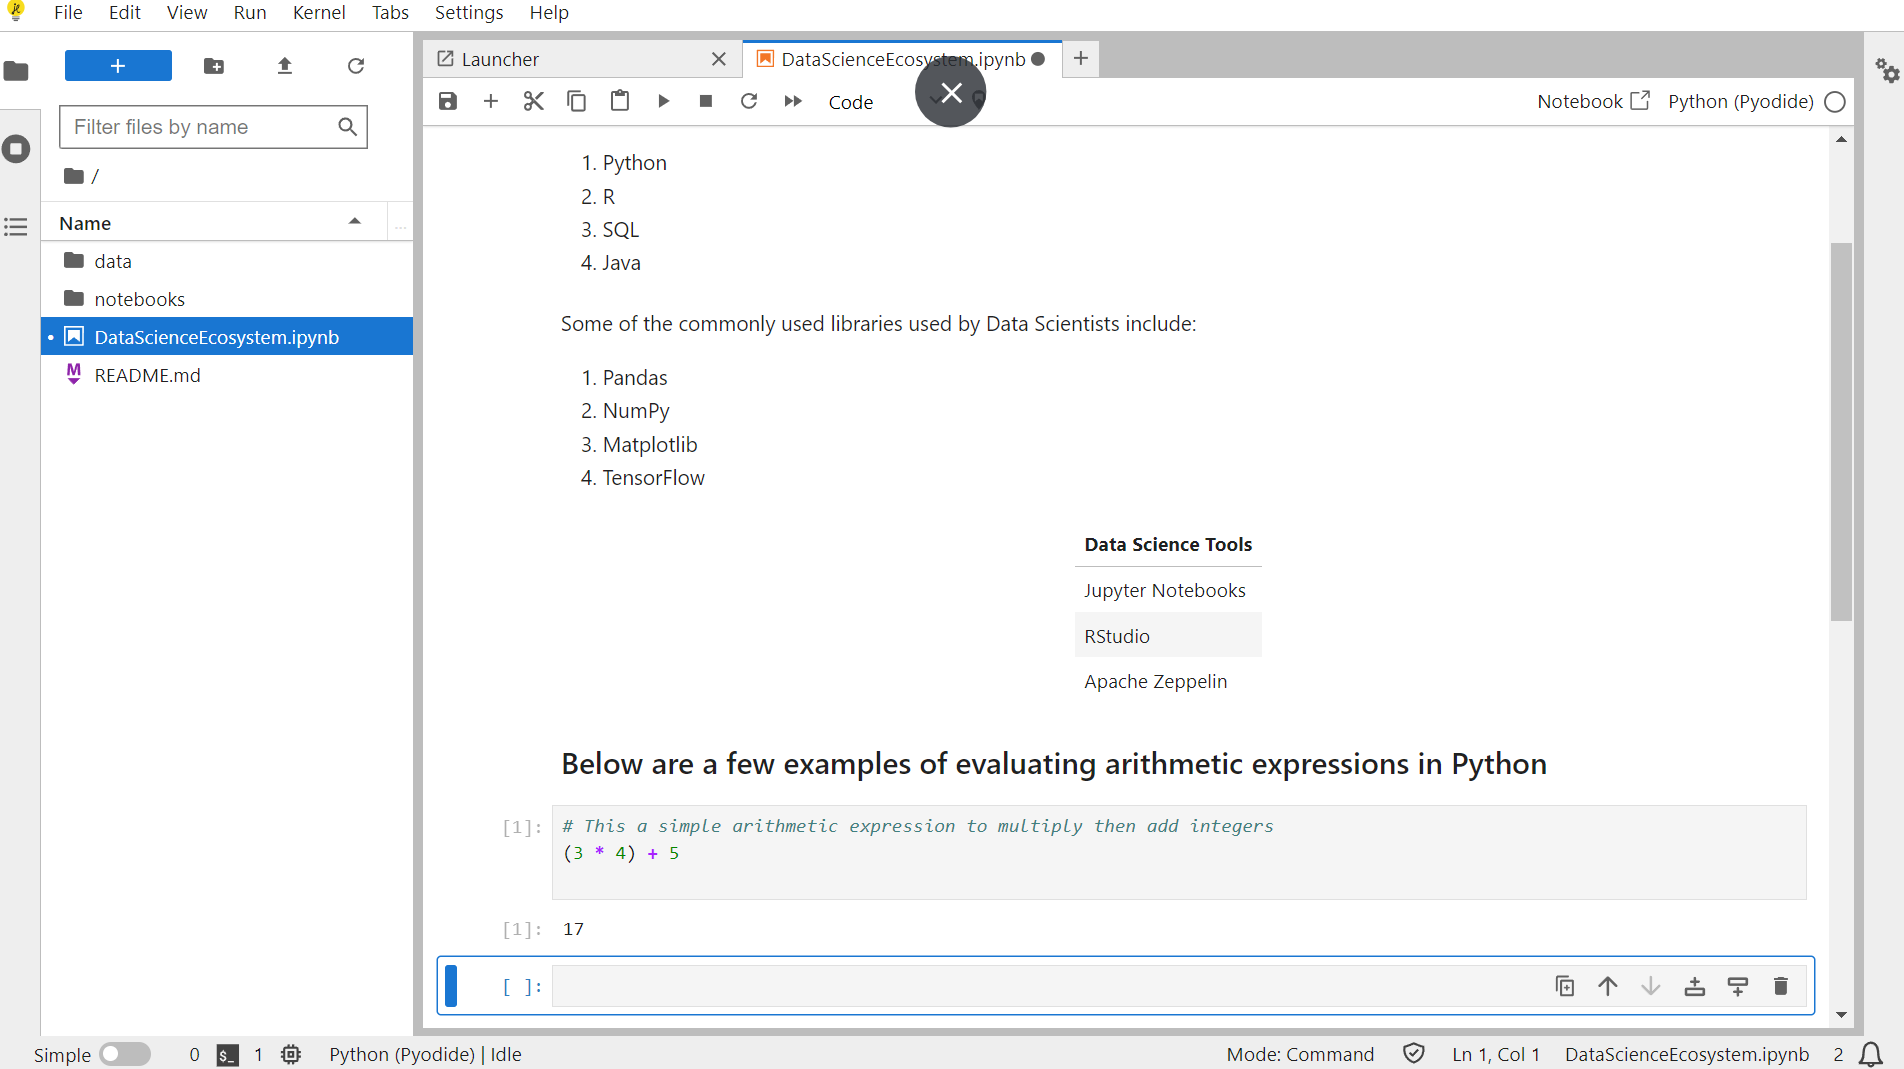 File Edit View Run Kernel Tabs Settings Help
Launcher
DataScienceEcosystem.ipynb
Code
Notebook
Python (Pyodide)
Filter files by name
/
Name
...
data
notebooks
DataScienceEcosystem.ipynb
README.md
1. Python
2. R
3. SQL
4. Java
Some of the commonly used libraries used by Data Scientists include:
1. Pandas
2. NumPy
3. Matplotlib
4. TensorFlow
Data Science Tools
Jupyter Notebooks
RStudio
Apache Zeppelin
Below are a few examples of evaluating arithmetic expressions in Python
[1]: # This a simple arithmetic expression to multiply then add integers
(3 * 4) + 5
[1]: 17
[ ]:
Simple 0 $_ 1 Python (Pyodide) | Idle Mode: Command Ln 1, Col 1 DataScienceEcosystem.ipynb 2